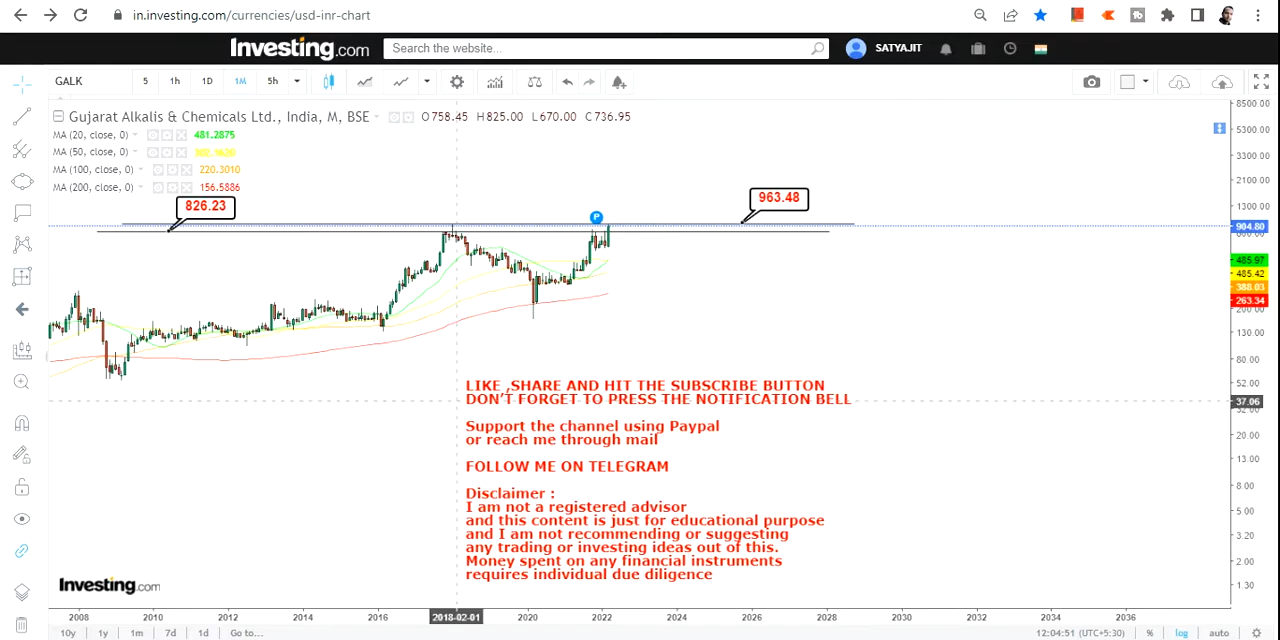 in.investing.com/currencies/usd-inr-chart
Investing.com Search the website... SATYAJIT
GALK 5 1h 1D 1M 5h
Gujarat Alkalis & Chemicals Ltd., India, M, BSE O758.45 H825.00 L670.00 C736.95
MA (20, close, 0) 481.2875
MA (50, close, 0)
MA (100, close, 0) 220.3010
MA (200, close, 0) 156.5886
826.23
963.48
P
8500.00
5300.00
3300.00
2100.00
1300.00
904.80
485.97
485.42
388.03
263.34
200.00
130.00
80.00
52.00
37.06
32.00
20.00
13.00
8.00
5.00
3.20
2.00
1.30
LIKE ,SHARE AND HIT THE SUBSCRIBE BUTTON
DON'T FORGET TO PRESS THE NOTIFICATION BELL
Support the channel using Paypal
or reach me through mail
FOLLOW ME ON TELEGRAM
Disclaimer :
I am not a registered advisor
and this content is just for educational purpose
and I am not recommending or suggesting
any trading or investing ideas out of this.
Money spent on any financial instruments
requires individual due diligence
Investing.com
2008 2010 2012 2014 2016 2018-02-01 2020 2022 2024 2026 2028 2030 2032 2034 2036
10y 1y 1m 7d 1d Go to... 12:04:51 (UTC+5:30) % log auto